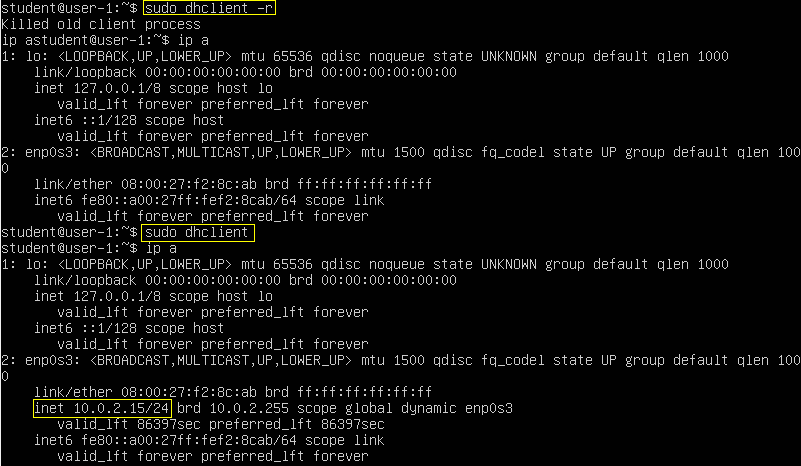 student@user-1:~$ sudo dhclient -r
Killed old client process
ip astudent@user-1:~$ ip a
1: lo: <LOOPBACK,UP,LOWER_UP> mtu 65536 qdisc noqueue state UNKNOWN group default qlen 1000
link/loopback 00:00:00:00:00:00 brd 00:00:00:00:00:00
inet 127.0.0.1/8 scope host lo
valid_lft forever preferred_lft forever
inet6 ::1/128 scope host
valid_lft forever preferred_lft forever
2: enp0s3: <BROADCAST,MULTICAST,UP,LOWER_UP> mtu 1500 qdisc fq_codel state UP group default qlen 100
0
link/ether 08:00:27:f2:8c:ab brd ff:ff:ff:ff:ff:ff
inet6 fe80::a00:27ff:fef2:8cab/64 scope link
valid_lft forever preferred_lft forever
student@user-1:~$ sudo dhclient
student@user-1:~$ ip a
1: lo: <LOOPBACK,UP,LOWER_UP> mtu 65536 qdisc noqueue state UNKNOWN group default qlen 1000
link/loopback 00:00:00:00:00:00 brd 00:00:00:00:00:00
inet 127.0.0.1/8 scope host lo
valid_lft forever preferred_lft forever
inet6 ::1/128 scope host
valid_lft forever preferred_lft forever
2: enp0s3: <BROADCAST,MULTICAST,UP,LOWER_UP> mtu 1500 qdisc fq_codel state UP group default qlen 100
0
link/ether 08:00:27:f2:8c:ab brd ff:ff:ff:ff:ff:ff
inet 10.0.2.15/24 brd 10.0.2.255 scope global dynamic enp0s3
valid_lft 86397sec preferred_lft 86397sec
inet6 fe80::a00:27ff:fef2:8cab/64 scope link
valid_lft forever preferred_lft forever